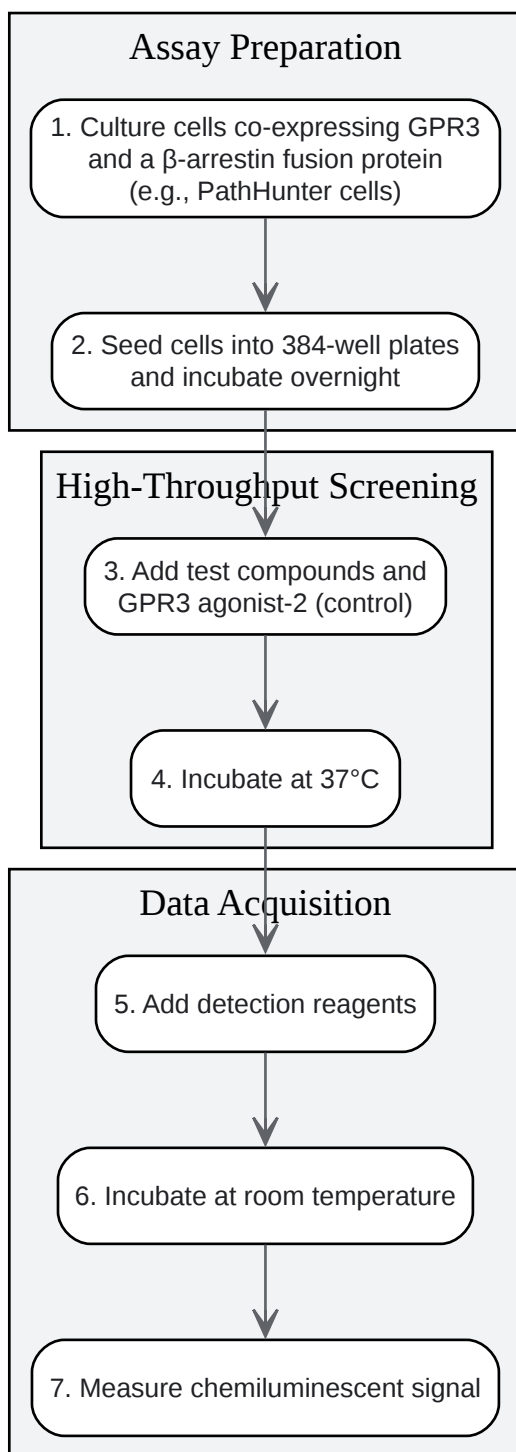 Assay Preparation
1. Culture cells co-expressing GPR3
and a β-arrestin fusion protein
(e.g., PathHunter cells)
2. Seed cells into 384-well plates
and incubate overnight
High-Throughput Screening
3. Add test compounds and
GPR3 agonist-2 (control)
4. Incubate at 37°C
Data Acquisition
5. Add detection reagents
6. Incubate at room temperature
7. Measure chemiluminescent signal